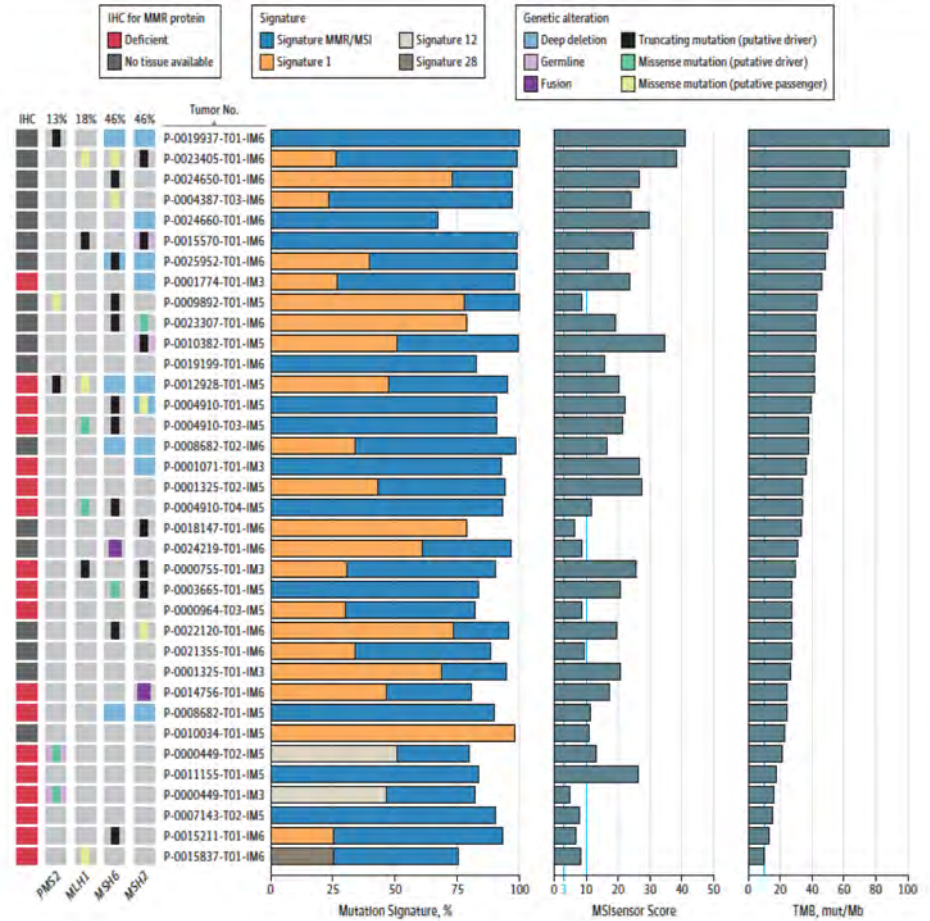 IHC for MMR protein
Deficient
No tissue available
Signature
Signature MMR/MSI
Signature 1
Signature 12
Signature 28
Genetic alteration
Deep deletion
Germline
Fusion
Truncating mutation (putative driver)
Missense mutation (putative driver)
Missense mutation (putative passenger)
IHC 13% 18% 46% 46% Tumor No.
P-0019937-T01-IM6
P-0023405-T01-IM6
P-0024650-T01-IM6
P-0004387-T03-IM6
P-0024660-T01-IM6
P-0015570-T01-IM6
P-0025952-T01-IM6
P-0001774-T01-IM3
P-0009892-T01-IM5
P-0023307-T01-IM6
P-0010382-T01-IM5
P-0019199-T01-IM6
P-0012928-T01-IM5
P-0004910-T01-IM5
P-0004910-T03-IM5
P-0008682-T02-IM6
P-0001071-T01-IM3
P-0001325-T02-IM5
P-0004910-T04-IM5
P-0018147-T01-IM6
P-0024219-T01-IM6
P-0000755-T01-IM3
P-0003665-T01-IM5
P-0000964-T03-IM5
P-0022120-T01-IM6
P-0021355-T01-IM6
P-0001325-T01-IM3
P-0014756-T01-IM6
P-0008682-T01-IM5
P-0010034-T01-IM5
P-0000449-T02-IM5
P-0011155-T01-IM5
P-0000449-T01-IM3
P-0007143-T02-IM5
P-0015211-T01-IM6
P-0015837-T01-IM6
PMS2 MLH1 MSH6 MSH2
0 25 50 75 100
Mutation Signature, %
0 3 10 20 30 40 50
MSIsensor Score
0 20 40 60 80 100
TMB, mut/Mb